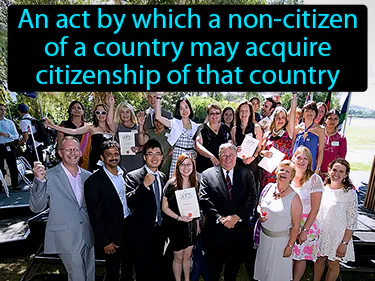 An act by which a non-citizen
of a country may acquire
citizenship of that country